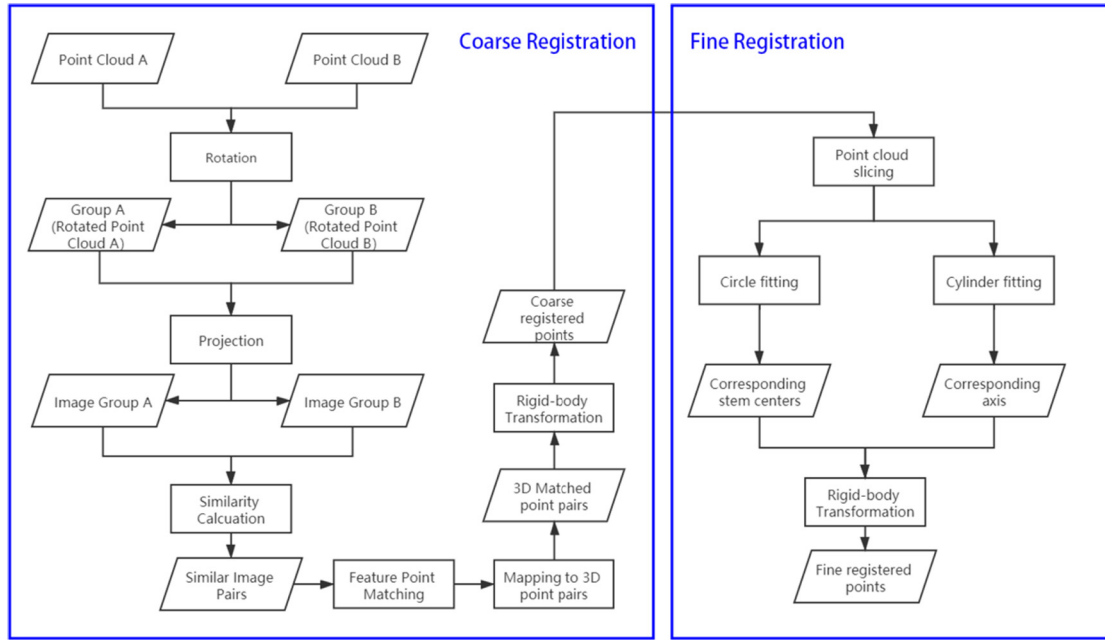 Coarse Registration
Point Cloud A
Point Cloud B
Rotation
Group A
(Rotated Point
Cloud A)
Group B
(Rotated Point
Cloud B)
Projection
Image Group A
Image Group B
Similarity
Calcuation
Similar Image
Pairs
Feature Point
Matching
Mapping to 3D
point pairs
3D Matched
point pairs
Rigid-body
Transformation
Coarse
registered
points
Fine Registration
Point cloud
slicing
Circle fitting
Cylinder fitting
Corresponding
stem centers
Corresponding
axis
Rigid-body
Transformation
Fine registered
points